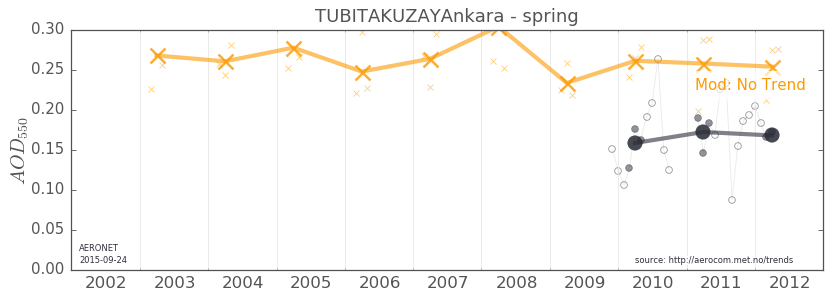 TUBITAKUZAYAnkara - spring
0.30
0.25
0.20
0.15
0.10
0.05
0.00
AOD550
Mod: No Trend
AERONET
2015-09-24
source: http://aerocom.met.no/trends
2002 2003 2004 2005 2006 2007 2008 2009 2010 2011 2012